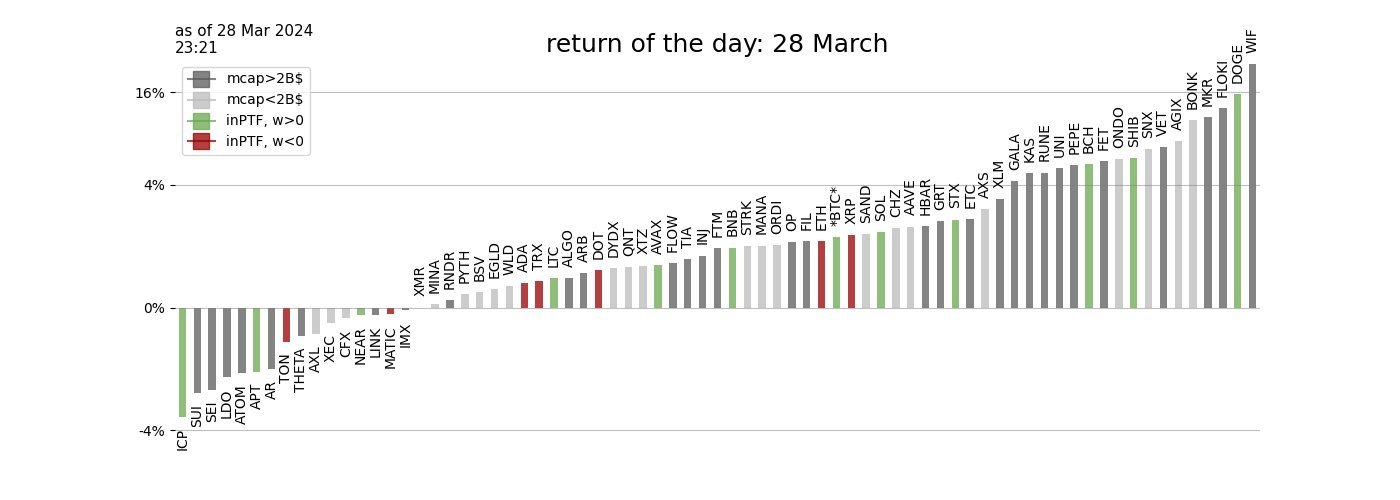 as of 28 Mar 2024
23:21
return of the day: 28 March
mcap>2B$
mcap<2B$
inPTF, w>0
inPTF, w<0
16%
4%
0%
-4%
ICP
SUI
SEI
LDO
ATOM
APT
AR
TON
THETA
AXL
XEC
CFX
NEAR
LINK
MATIC
IMX
XMR
MINA
RNDR
PYTH
BSV
EGLD
WLD
ADA
TRX
LTC
ALGO
ARB
DOT
DYDX
QNT
XTZ
AVAX
FLOW
TIA
INJ
FTM
BNB
STRK
MANA
ORDI
OP
FIL
ETH
*BTC*
XRP
SAND
SOL
CHZ
AAVE
HBAR
GRT
STX
ETC
AXS
XLM
GALA
KAS
RUNE
UNI
PEPE
BCH
FET
ONDO
SHIB
SNX
VET
AGIX
BONK
MKR
FLOKI
DOGE
WIF